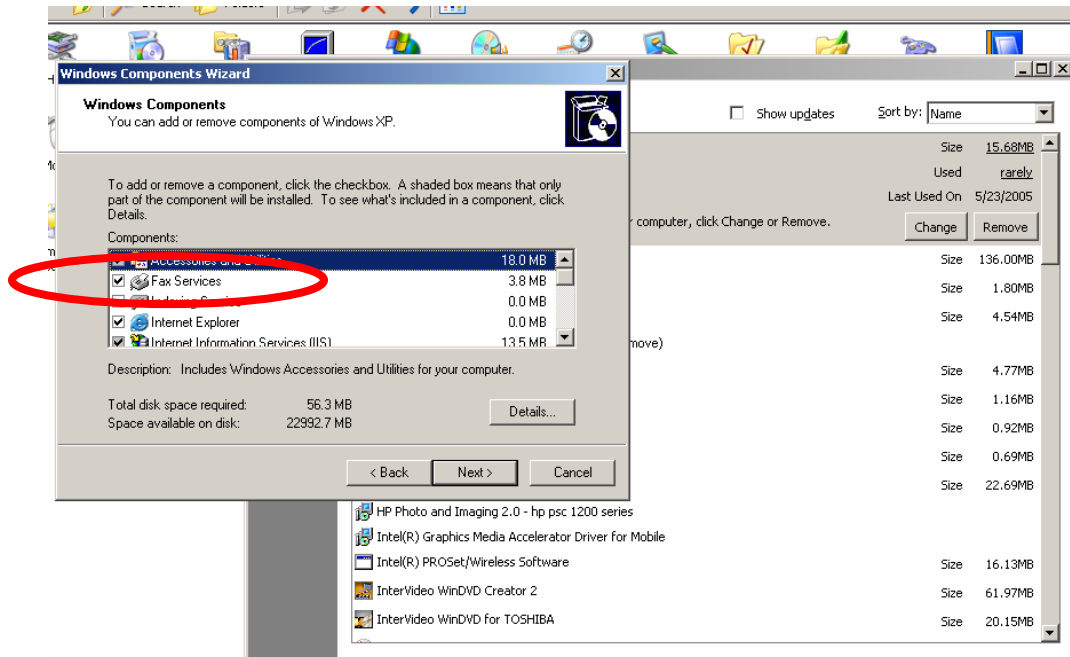 Windows Components Wizard
Windows Components
You can add or remove components of Windows XP.
To add or remove a component, click the checkbox. A shaded box means that only
part of the component will be installed. To see what's included in a component, click
Details.
Components:
Accessories and Utilities 18.0 MB
Fax Services 3.8 MB
Indexing Service 0.0 MB
Internet Explorer 0.0 MB
Internet Information Services (IIS) 13.5 MB
Description: Includes Windows Accessories and Utilities for your computer.
Total disk space required: 56.3 MB
Space available on disk: 22992.7 MB
Details...
< Back Next > Cancel
Show updates Sort by: Name
Size 15.68MB
Used rarely
Last Used On 5/23/2005
computer, click Change or Remove.
Change Remove
Size 136.00MB
Size 1.80MB
Size 4.54MB
move)
Size 4.77MB
Size 1.16MB
Size 0.92MB
Size 0.69MB
Size 22.69MB
HP Photo and Imaging 2.0 - hp psc 1200 series
Intel(R) Graphics Media Accelerator Driver for Mobile
Intel(R) PROSet/Wireless Software Size 16.13MB
InterVideo WinDVD Creator 2 Size 61.97MB
InterVideo WinDVD for TOSHIBA Size 20.15MB